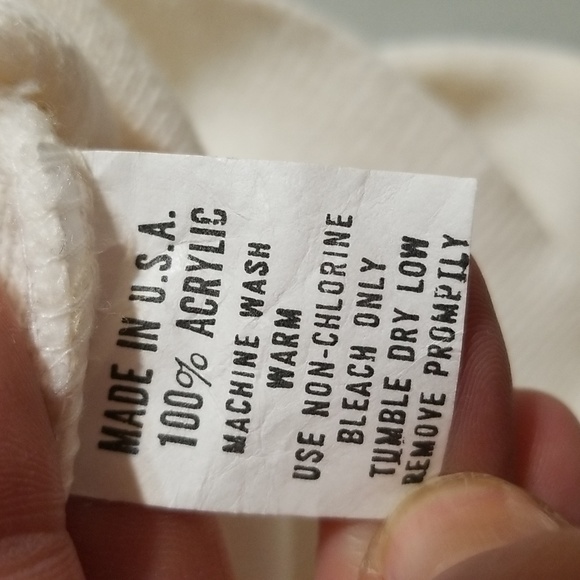 MADE IN U.S.A.
100% ACRYLIC
MACHINE WASH
WARM
USE NON-CHLORINE
BLEACH ONLY
TUMBLE DRY LOW
REMOVE PROMPTLY